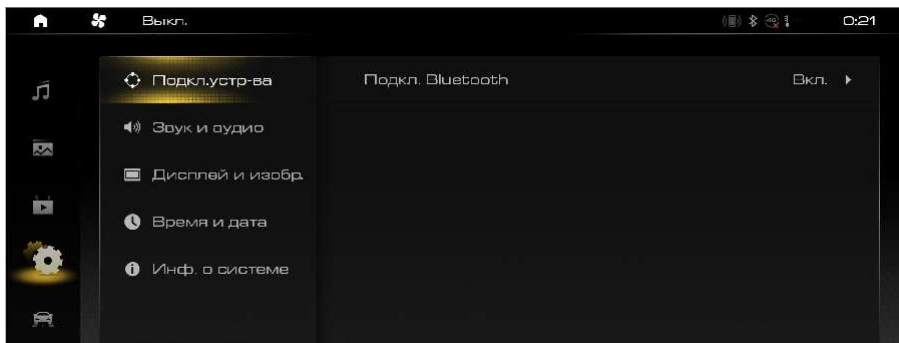 Выкл.
0:21
Подкл.устр-ва
Подкл. Bluetooth
Вкл.
Звук и аудио
Дисплей и изобр.
Время и дата
Инф. о системе